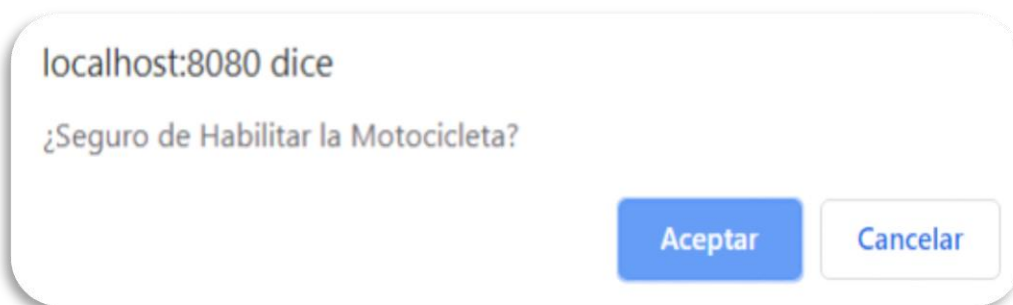 localhost:8080 dice
¿Seguro de Habilitar la Motocicleta?
Aceptar Cancelar